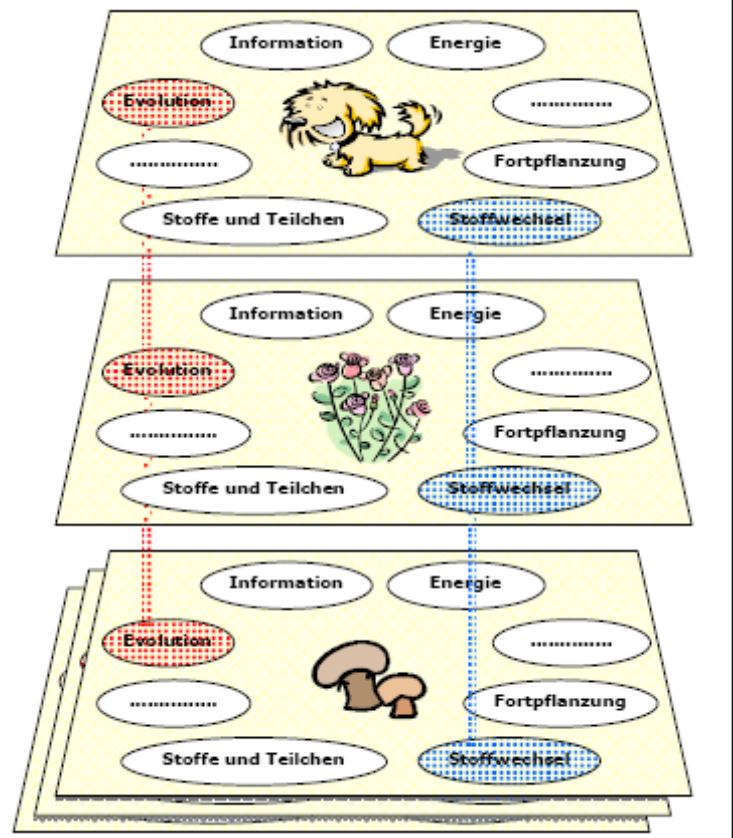 Information
Energie
Evolution
..............
...............
Fortpflanzung
Stoffe und Teilchen
Stoffwechsel
Information
Energie
Evolution
..............
...............
Fortpflanzung
Stoffe und Teilchen
Stoffwechsel
Information
Energie
Evolution
..............
...............
Fortpflanzung
Stoffe und Teilchen
Stoffwechsel